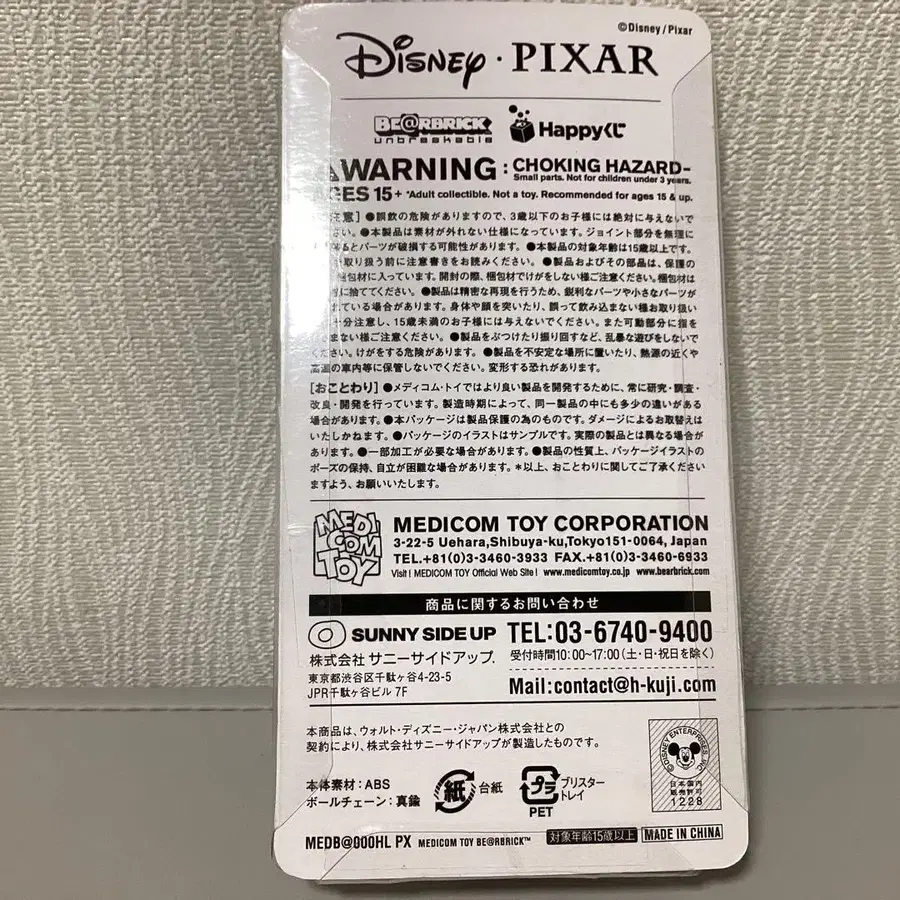 ©Disney/Pixar
Disney · PIXAR
BE@RBRICK
unbreakable
Happyくじ
WARNING : CHOKING HAZARD-
Small parts. Not for children under 3 years.
AGES 15+ *Adult collectible. Not a toy. Recommended for ages 15 & up.
注意] ●誤飲の危険がありますので、3歳以下のお子様には絶対に与えないで
い。●本製品は素材が外れない仕様になっています。ジョイント部分を無理に
るとパーツが破損する可能性があります。●本製品の対象年齢は15歳以上です。
取り扱う前に注意書きをお読みください。●製品およびその部品は、保護の
梱包材に入っています。開封の際、梱包材でけがをしない様ご注意ください。梱包材は
に捨ててください。●製品は精密な再現を行うため、鋭利なパーツや小さなパーツが
れている場合があります。身体や顔を突いたり、誤って飲み込まない様お取り扱い
分注意し、15歳未満のお子様には与えないでください。また可動部分に指を
まない様ご注意ください。●製品をぶつけたり振り回すなど、乱暴な遊びをしないで
ください。けがをする危険があります。●製品を不安定な場所に置いたり、熱源の近くや
高温の車内等に保管しないでください。変形する恐れがあります。
[おことわり] ●メディコム・トイではより良い製品を開発するために、常に研究・調査・
改良・開発を行っています。製造時期によって、同一製品の中にも多少の違いがある
場合があります。●本パッケージは製品保護の為のものです。ダメージによるお取替えは
いたしかねます。●パッケージのイラストはサンプルです。実際の製品とは異なる場合が
あります。●一部加工が必要な場合があります。●製品の性質上、パッケージイラストの
ポーズの保持、自立が困難な場合があります。*以上、おことわりに関してご了承ください
ますよう、お願いいたします。
MEDI COM TOY
MEDICOM TOY CORPORATION
3-22-5 Uehara,Shibuya-ku,Tokyo151-0064, Japan
TEL.+81(0)3-3460-3933 FAX.+81(0)3-3460-6933
Visit ! MEDICOM TOY Official Web Site ! www.medicomtoy.co.jp www.bearbrick.com
商品に関するお問い合わせ
SUNNY SIDE UP TEL:03-6740-9400
株式会社 サニーサイドアップ. 受付時間10:00~17:00 (土・日・祝日を除く)
東京都渋谷区千駄ヶ谷4-23-5
JPR千駄ヶ谷ビル 7F
Mail:contact@h-kuji.com
本商品は、ウォルト・ディズニー・ジャパン株式会社との
契約により、株式会社サニーサイドアップが製造したものです。
©DISNEY ENTERPRISES, INC.
日本国内
販売許可
1228
本体素材:ABS
ボールチェーン:真鍮
紙 台紙
プラ ブリスター
トレイ
PET
MEDB@000HL PX MEDICOM TOY BE@RBRICK™ 対象年齢15歳以上 MADE IN CHINA